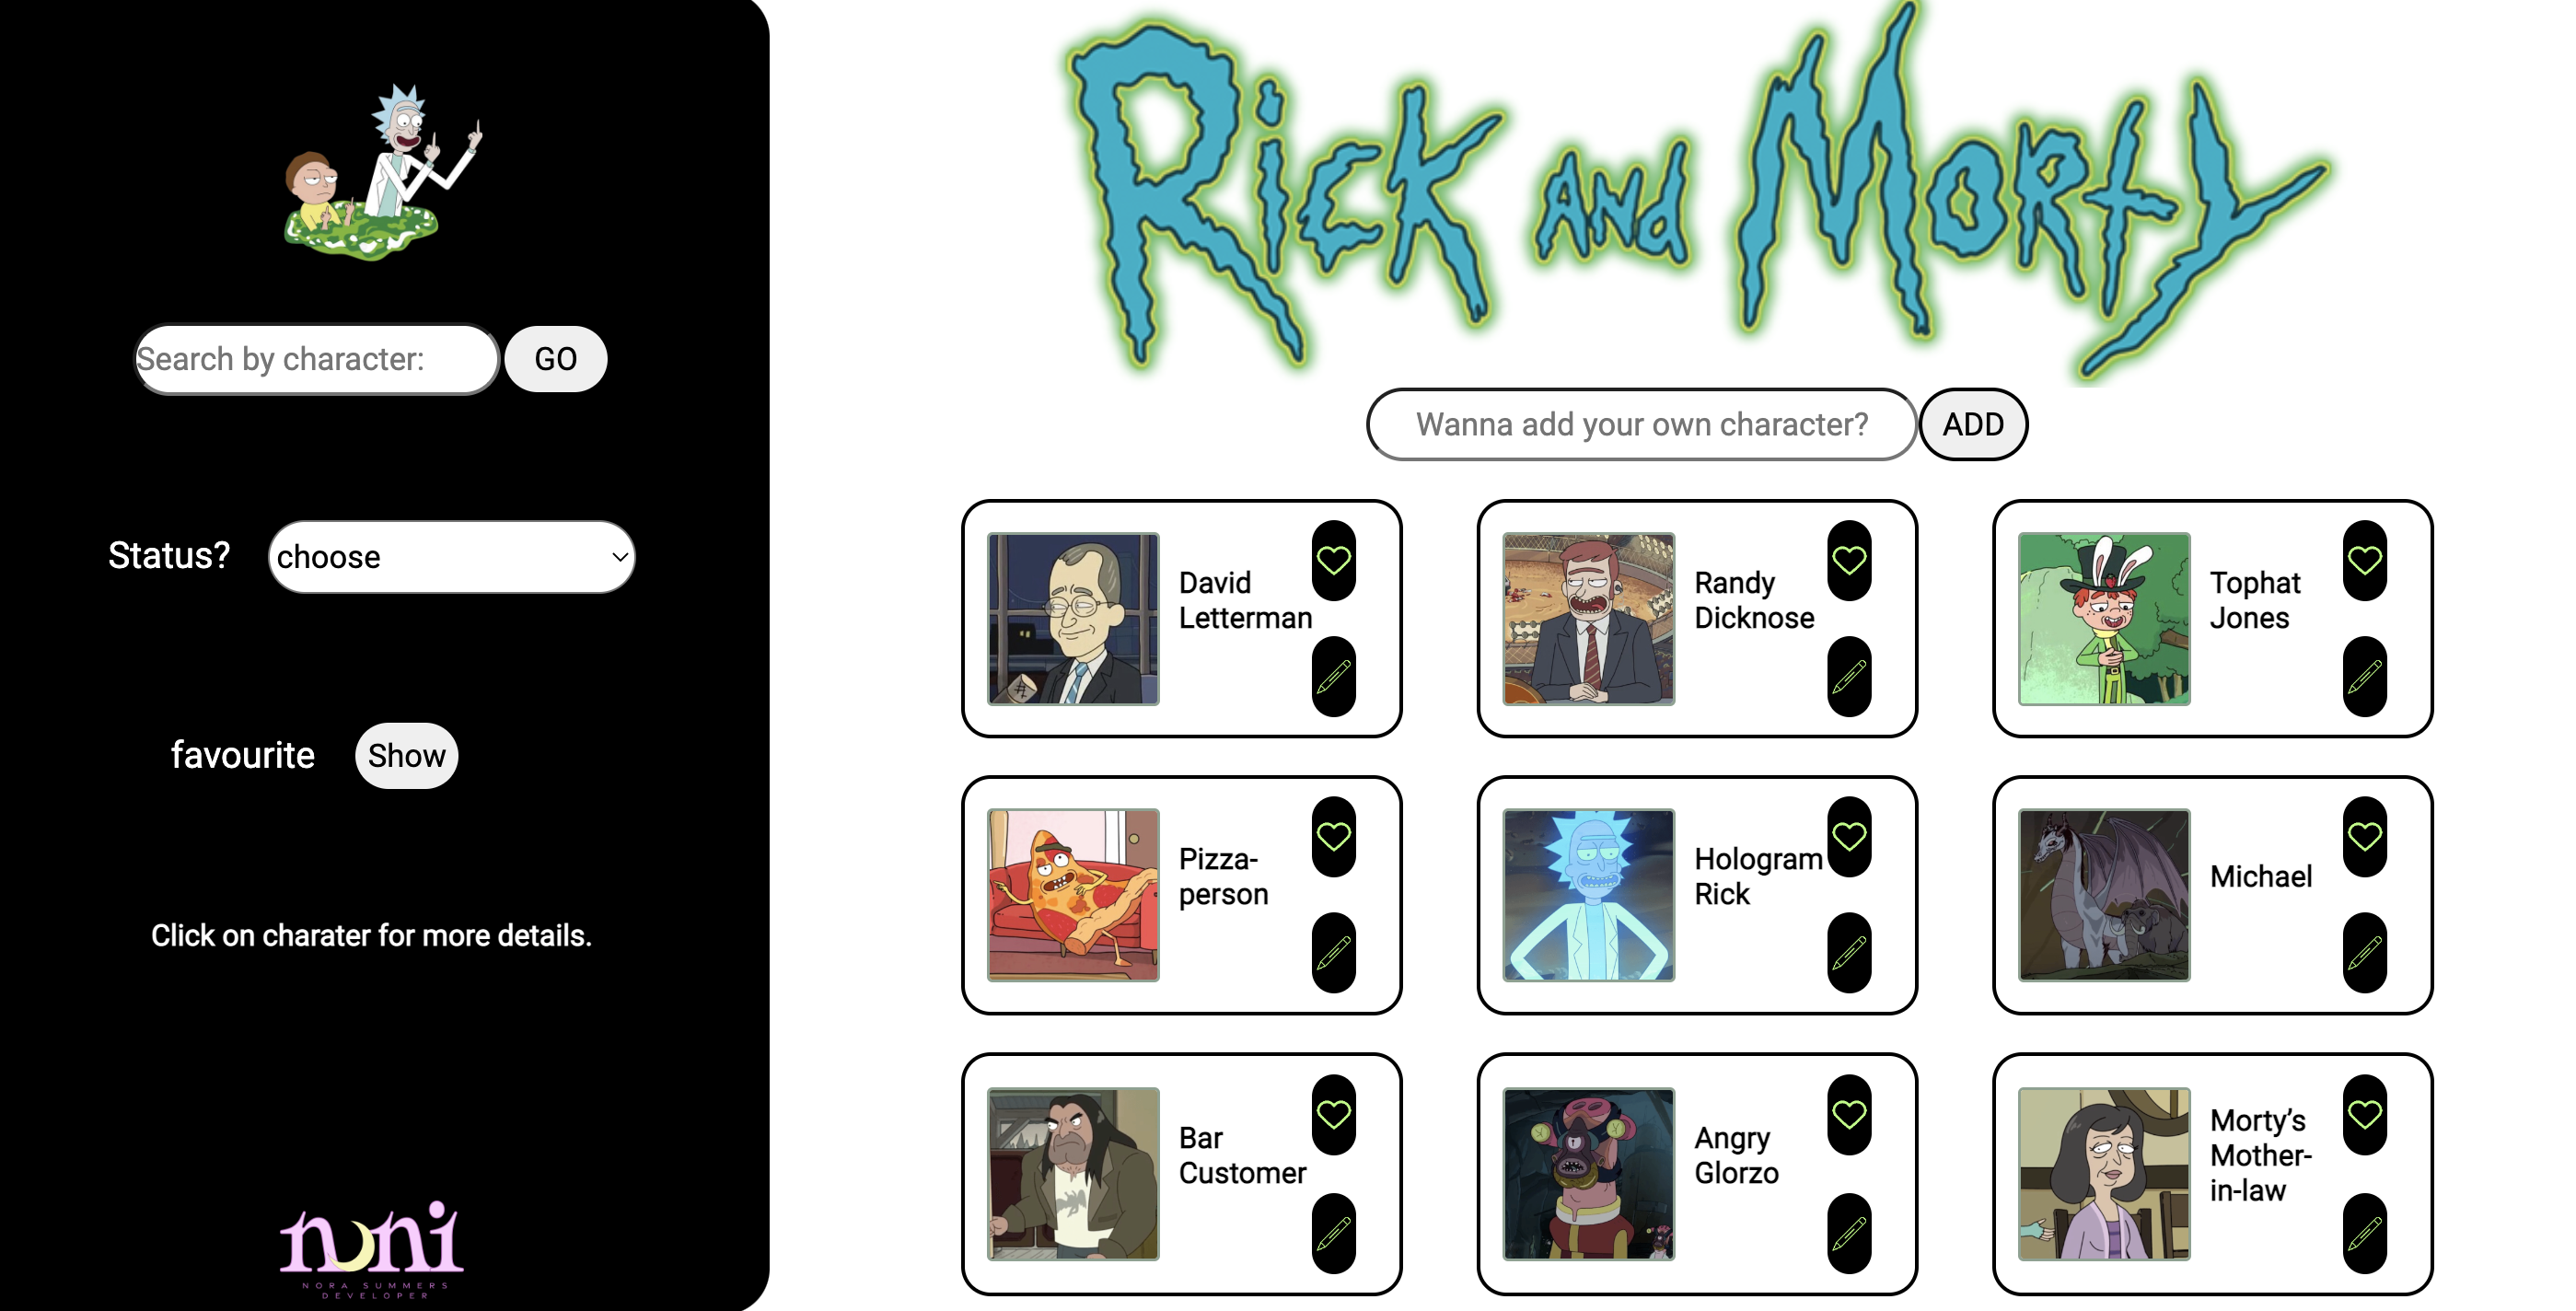 Search by character:
GO
Status?
choose
favourite
Show
Click on charater for more details.
noni
NORA SUMMERS
DEVELOPER
Rick and Morty
Wanna add your own character?
ADD
David
Letterman
Randy
Dicknose
Tophat
Jones
Pizza-
person
Hologram
Rick
Michael
Bar
Customer
Angry
Glorzo
Morty’s
Mother-
in-law